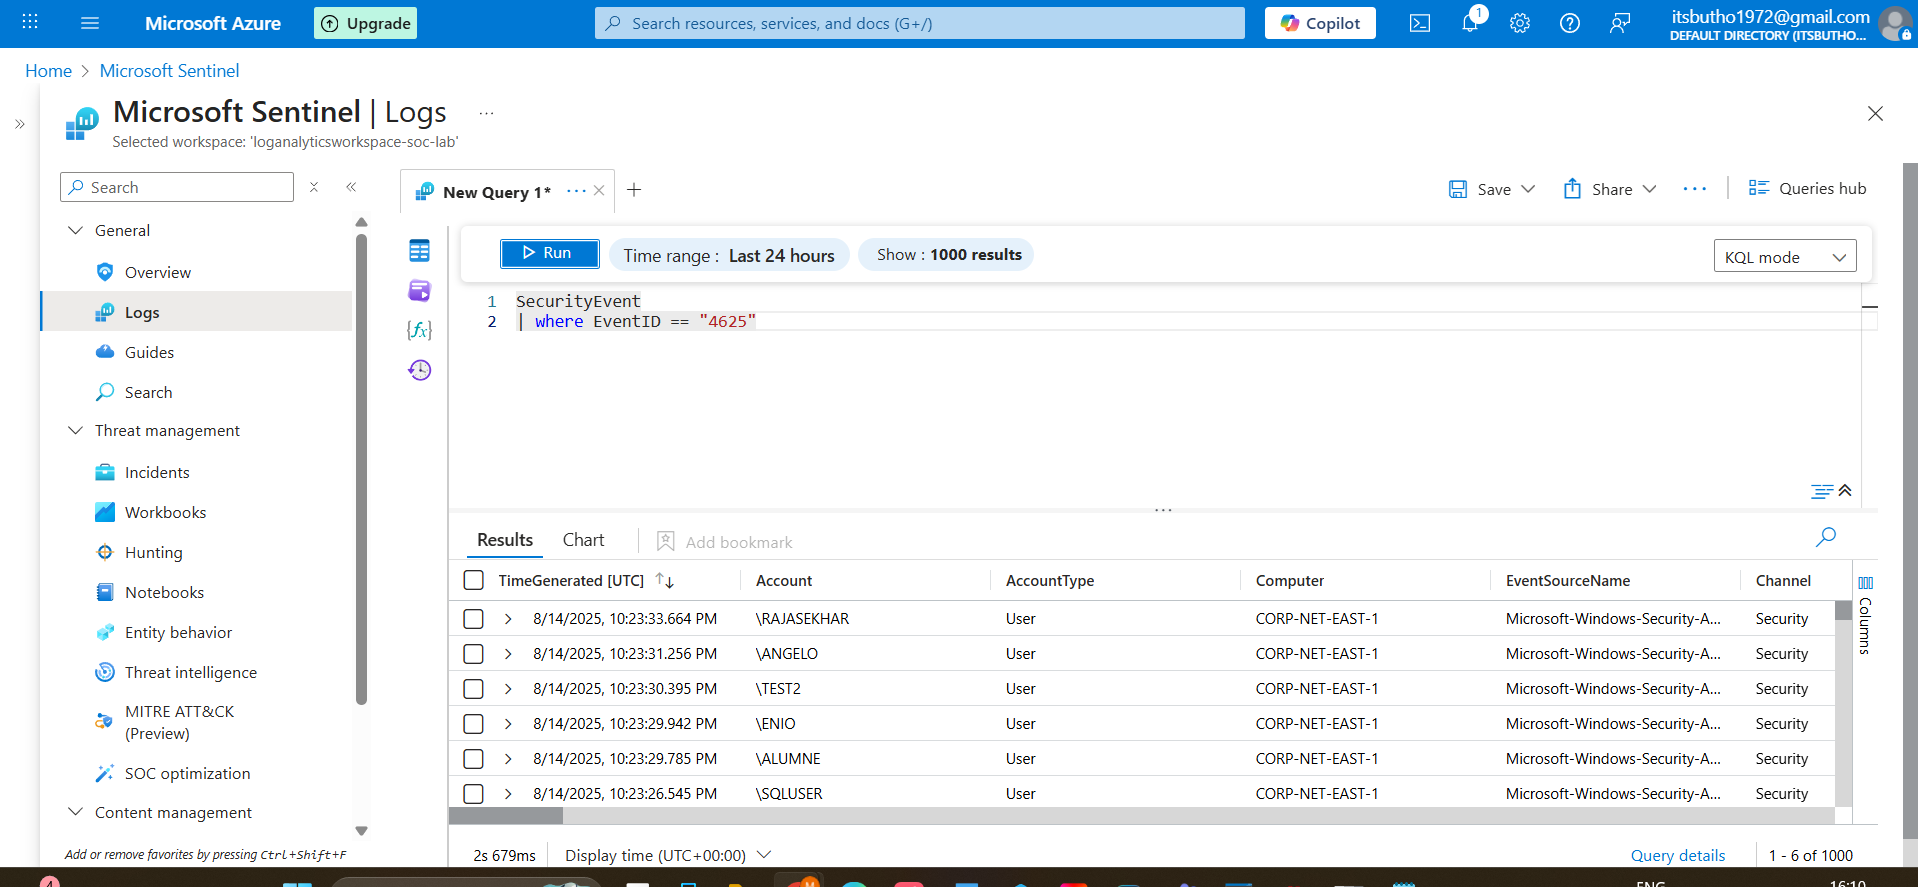 Microsoft Azure
Upgrade
Search resources, services, and docs (G+/)
Copilot
1
itsbutho1972@gmail.com
DEFAULT DIRECTORY (ITSBUTHO...
Home > Microsoft Sentinel
Microsoft Sentinel | Logs ...
Selected workspace: 'loganalyticsworkspace-soc-lab'
Search
General
Overview
Logs
Guides
Search
Threat management
Incidents
Workbooks
Hunting
Notebooks
Entity behavior
Threat intelligence
MITRE ATT&CK
(Preview)
SOC optimization
Content management
Add or remove favorites by pressing Ctrl+Shift+F
New Query 1* ...
Save
Share
...
Queries hub
Run
Time range : Last 24 hours
Show : 1000 results
KQL mode
{fx}
1 SecurityEvent
2 | where EventID == "4625"
...
Results Chart Add bookmark
TimeGenerated [UTC] Account AccountType Computer EventSourceName Channel
8/14/2025, 10:23:33.664 PM \RAJASEKHAR User CORP-NET-EAST-1 Microsoft-Windows-Security-A... Security
8/14/2025, 10:23:31.256 PM \ANGELO User CORP-NET-EAST-1 Microsoft-Windows-Security-A... Security
8/14/2025, 10:23:30.395 PM \TEST2 User CORP-NET-EAST-1 Microsoft-Windows-Security-A... Security
8/14/2025, 10:23:29.942 PM \ENIO User CORP-NET-EAST-1 Microsoft-Windows-Security-A... Security
8/14/2025, 10:23:29.785 PM \ALUMNE User CORP-NET-EAST-1 Microsoft-Windows-Security-A... Security
8/14/2025, 10:23:26.545 PM \SQLUSER User CORP-NET-EAST-1 Microsoft-Windows-Security-A... Security
Columns
2s 679ms
Display time (UTC+00:00)
Query details
1 - 6 of 1000
4
M
ENG
16:10